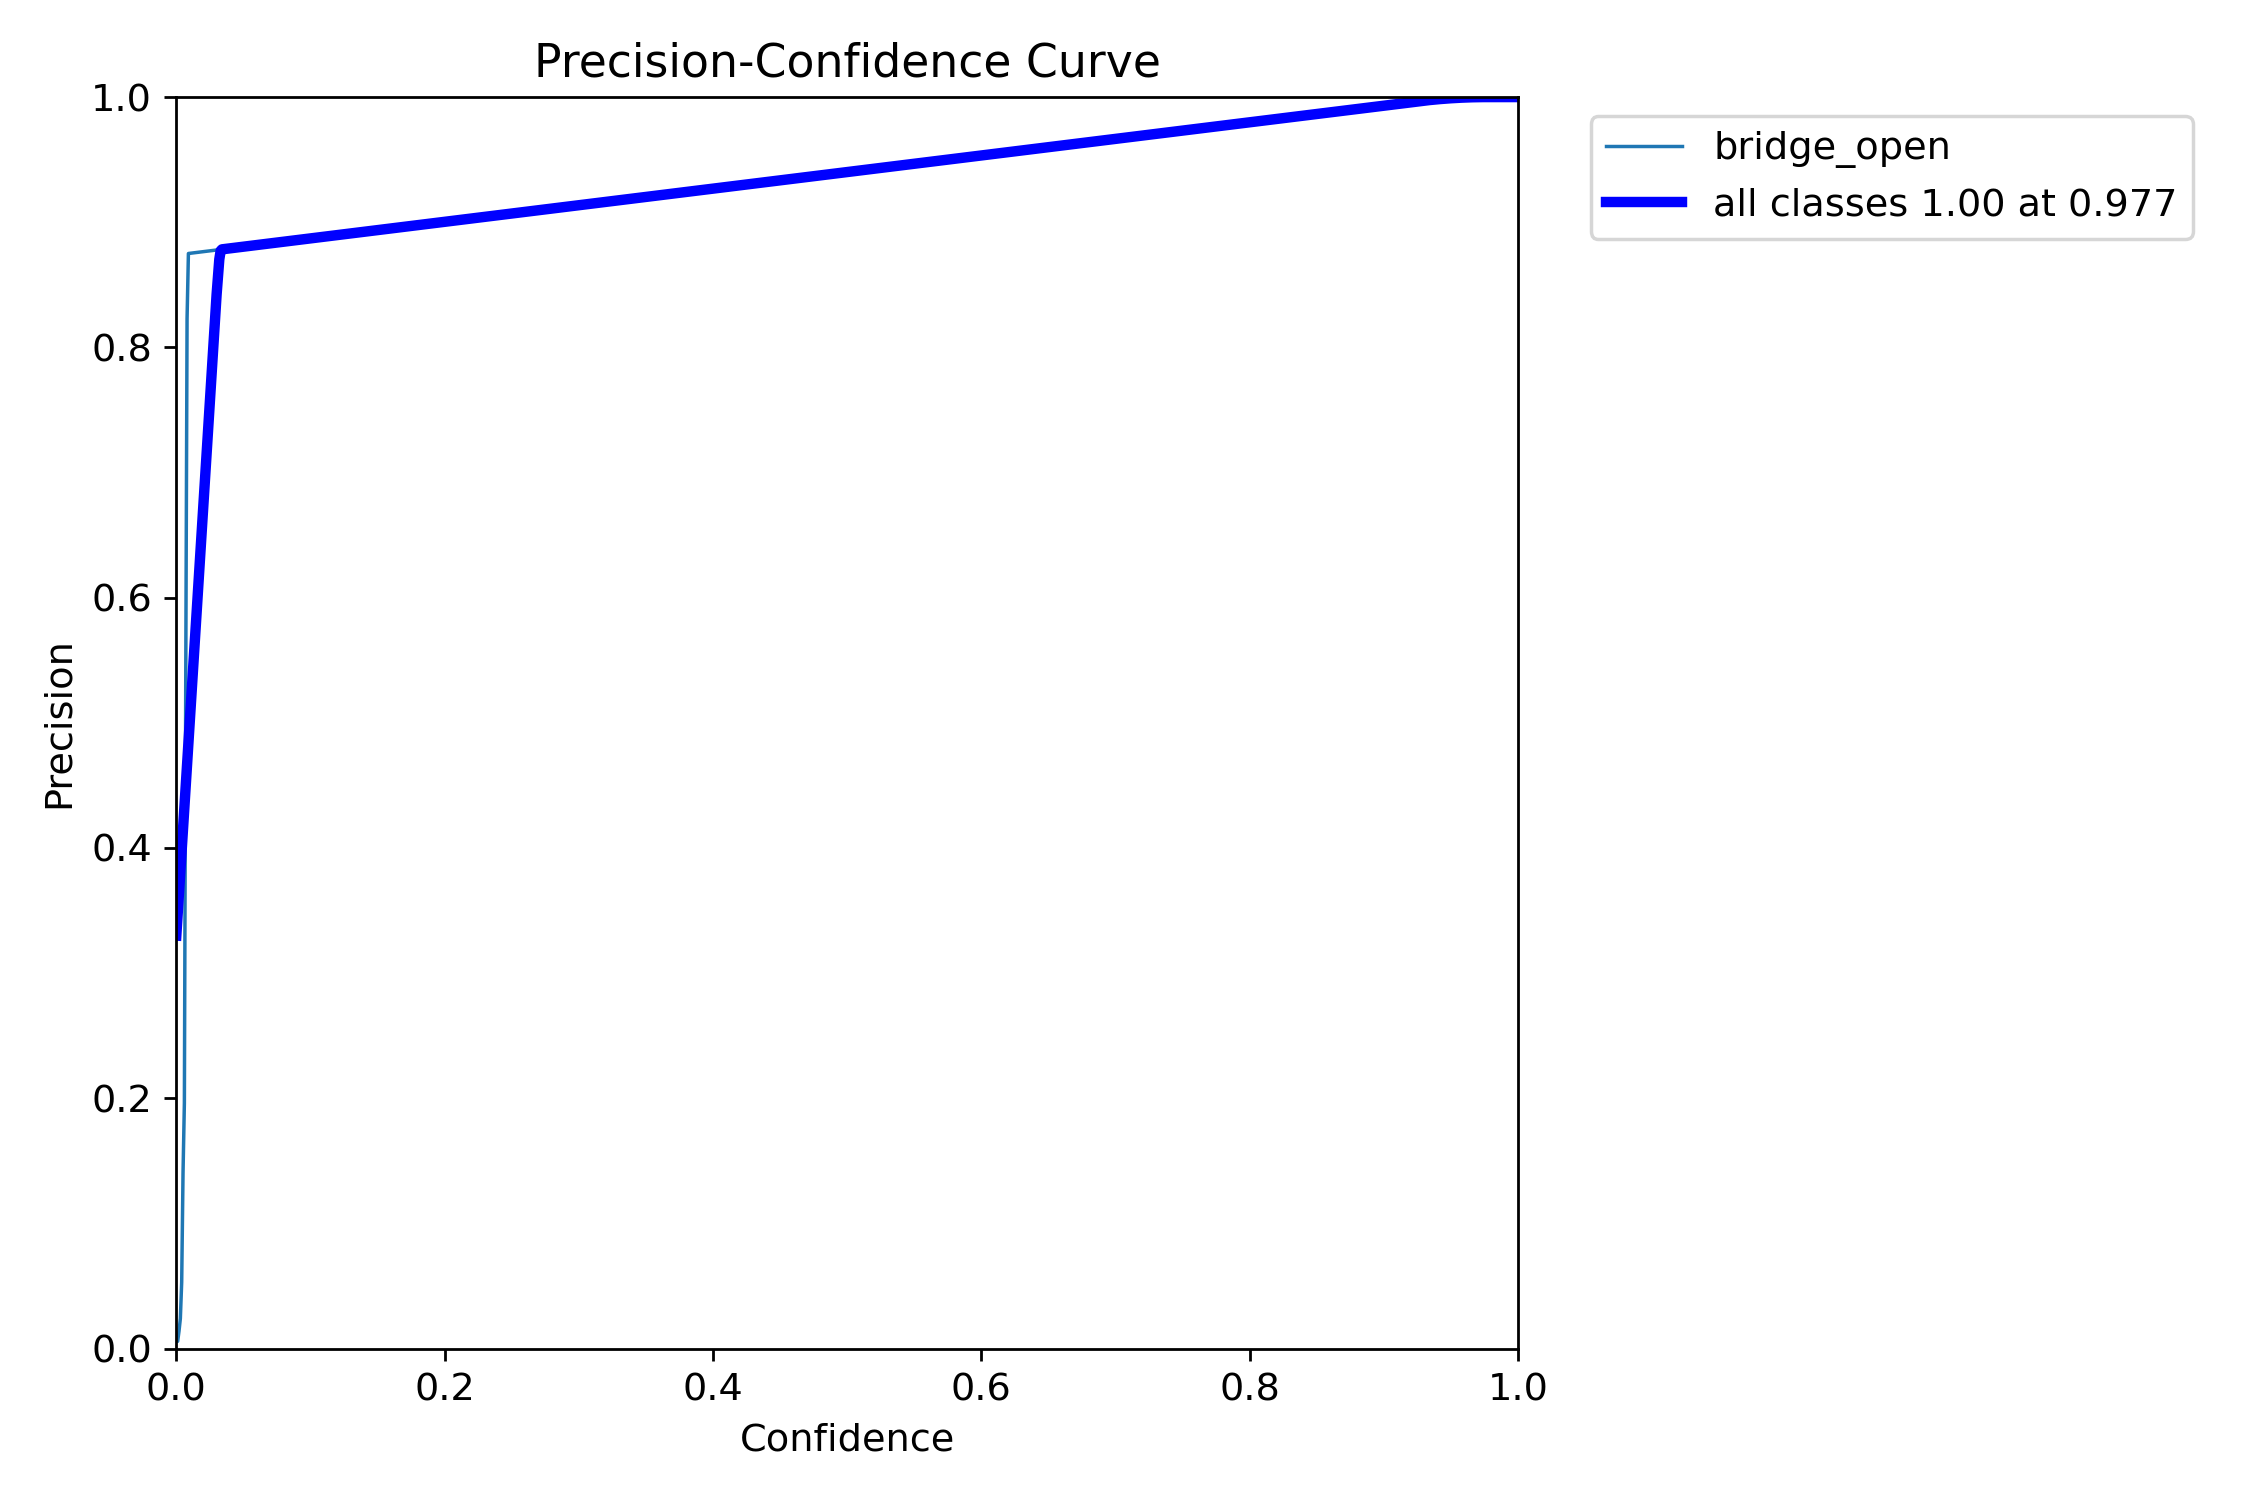 Precision-Confidence Curve
1.0
0.8
0.6
0.4
0.2
0.0
Precision
0.0 0.2 0.4 0.6 0.8 1.0
Confidence
bridge_open
all classes 1.00 at 0.977